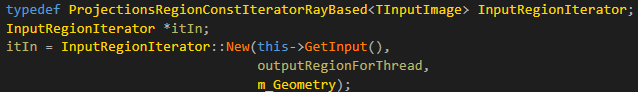 typedef ProjectionsRegionConstIteratorRayBased<TInputImage> InputRegionIterator;
InputRegionIterator *itIn;
itIn = InputRegionIterator::New(this->GetInput(),
outputRegionForThread,
m_Geometry);